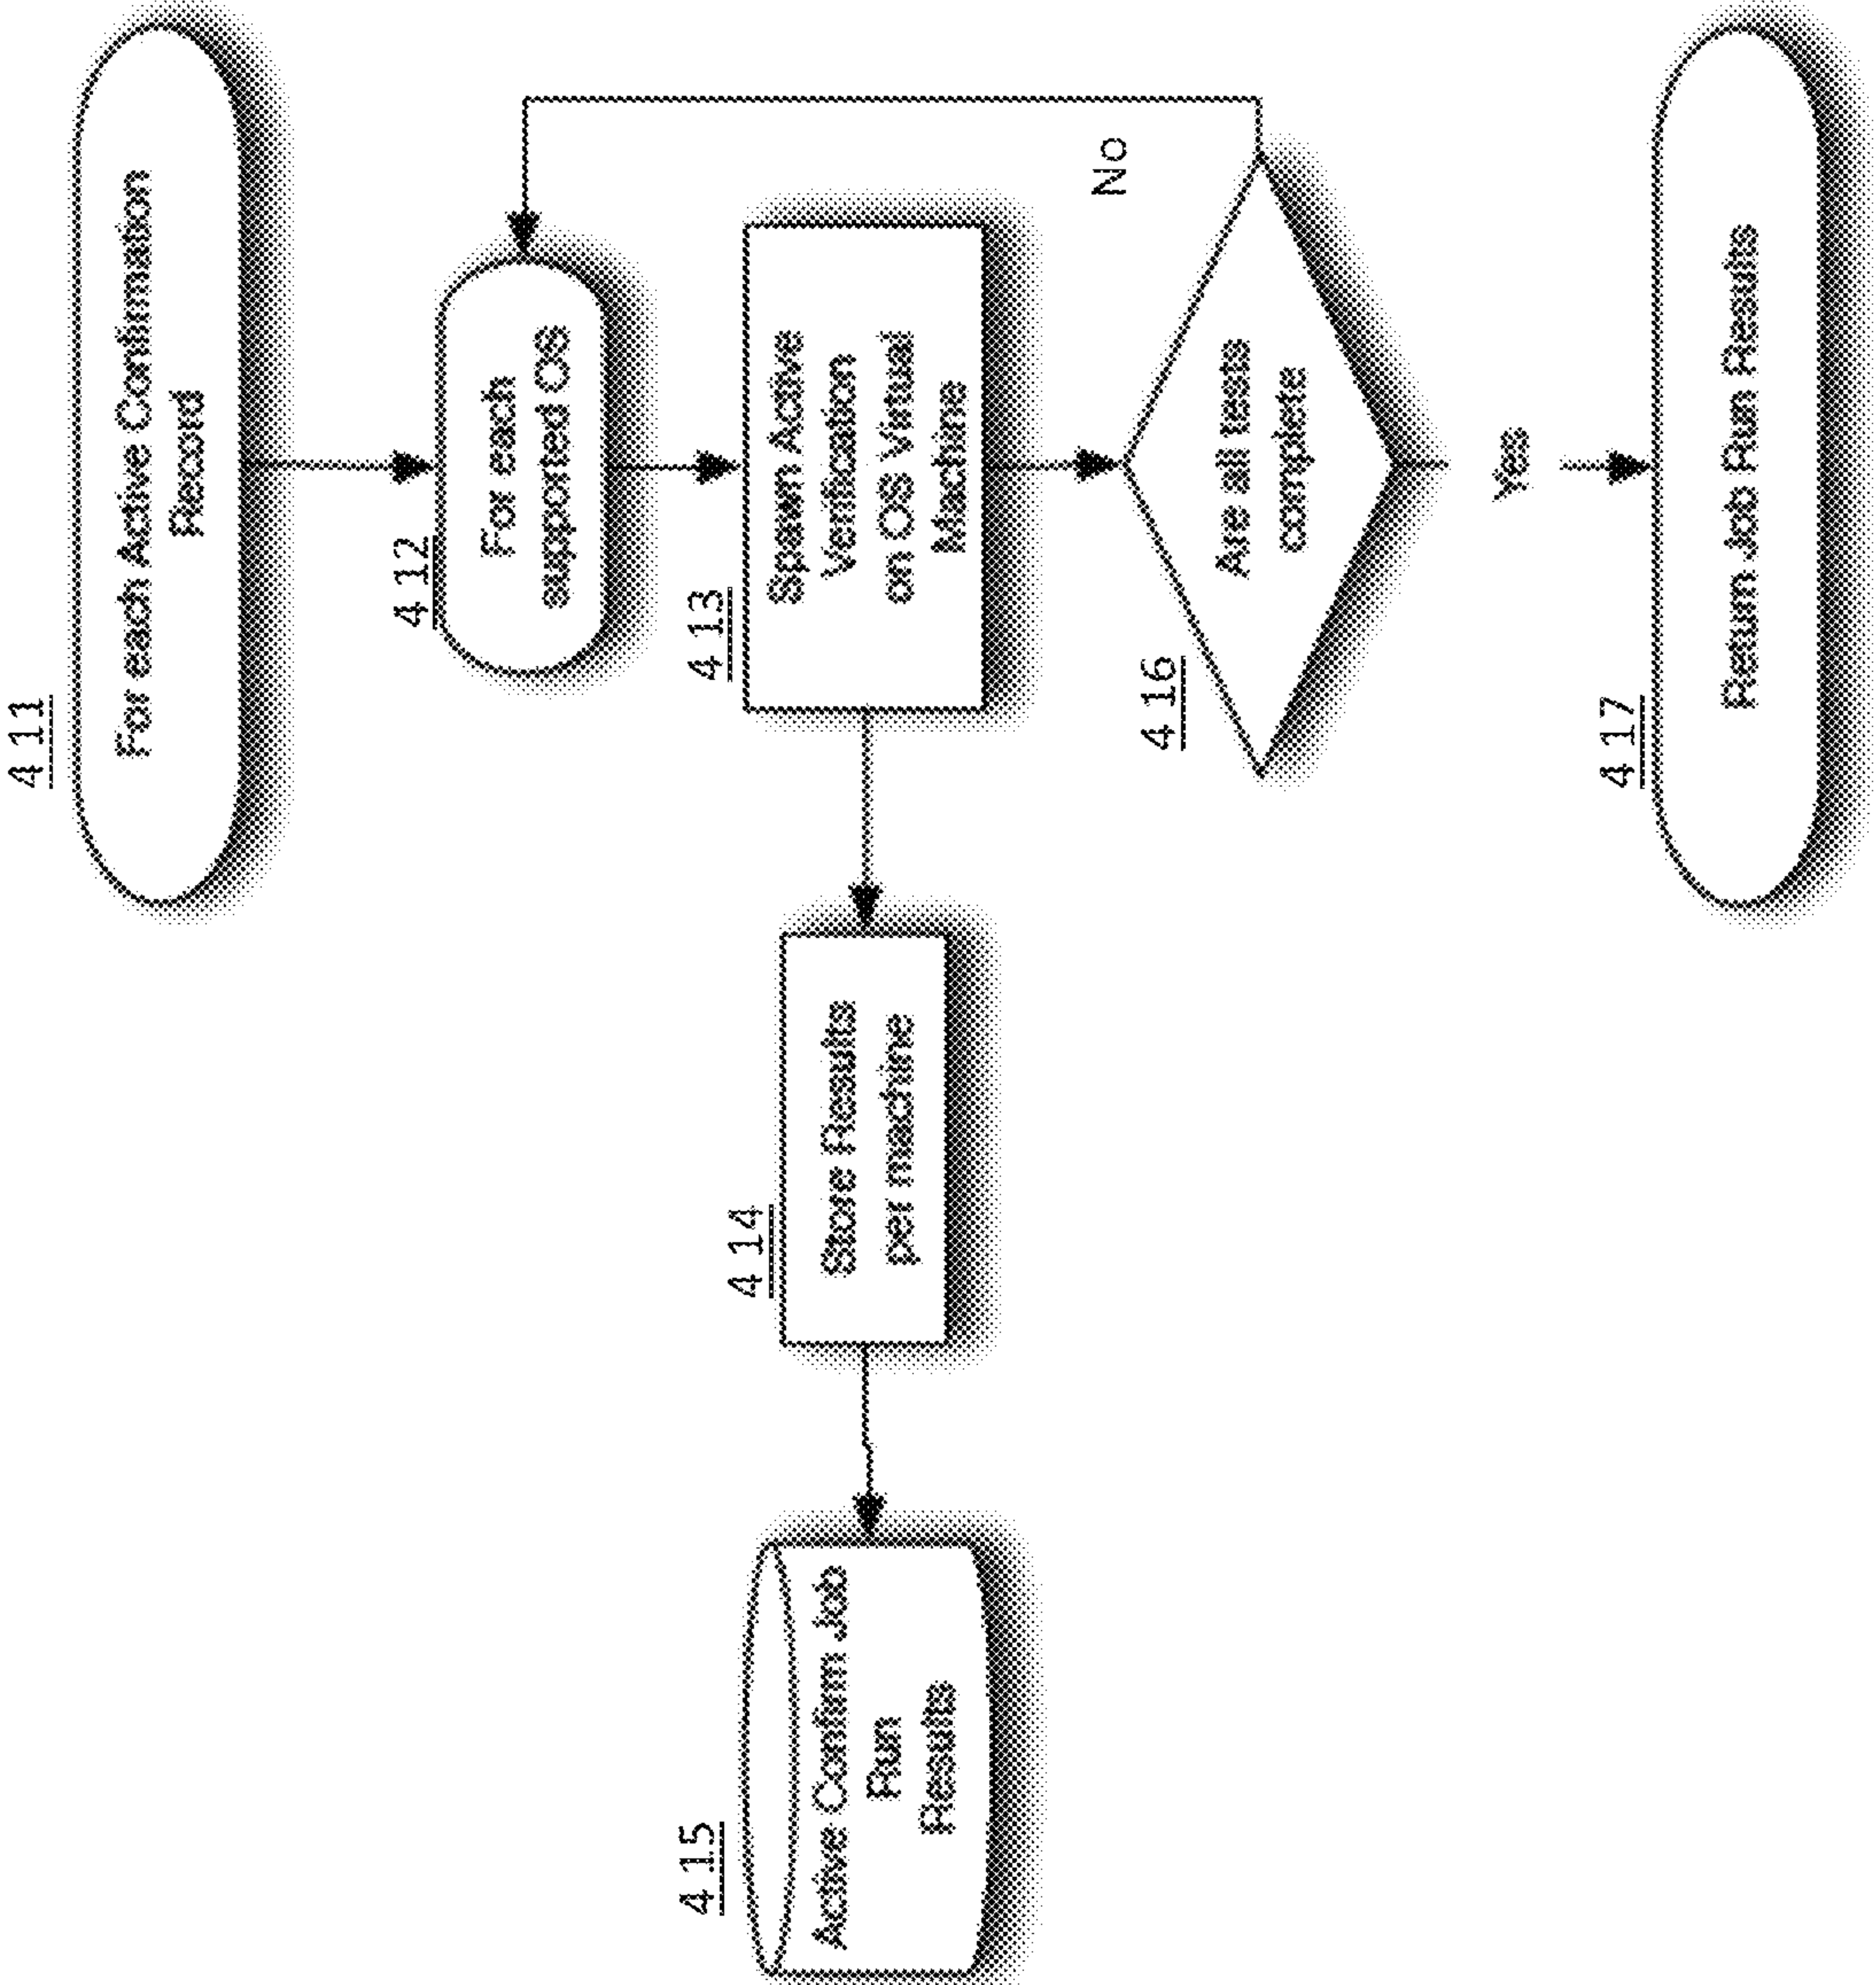 4 11
For each Active Confimation
Record
4 12
For each
supported OS
4 13
Spawn Active
Verification
on OS Virtual
Machine
4 14
Store Results
per machine
4 15
Active Confirm Job
Run
Results
4 16
Are all tests
complete
No
Yes
4 17
Return Job Run Results